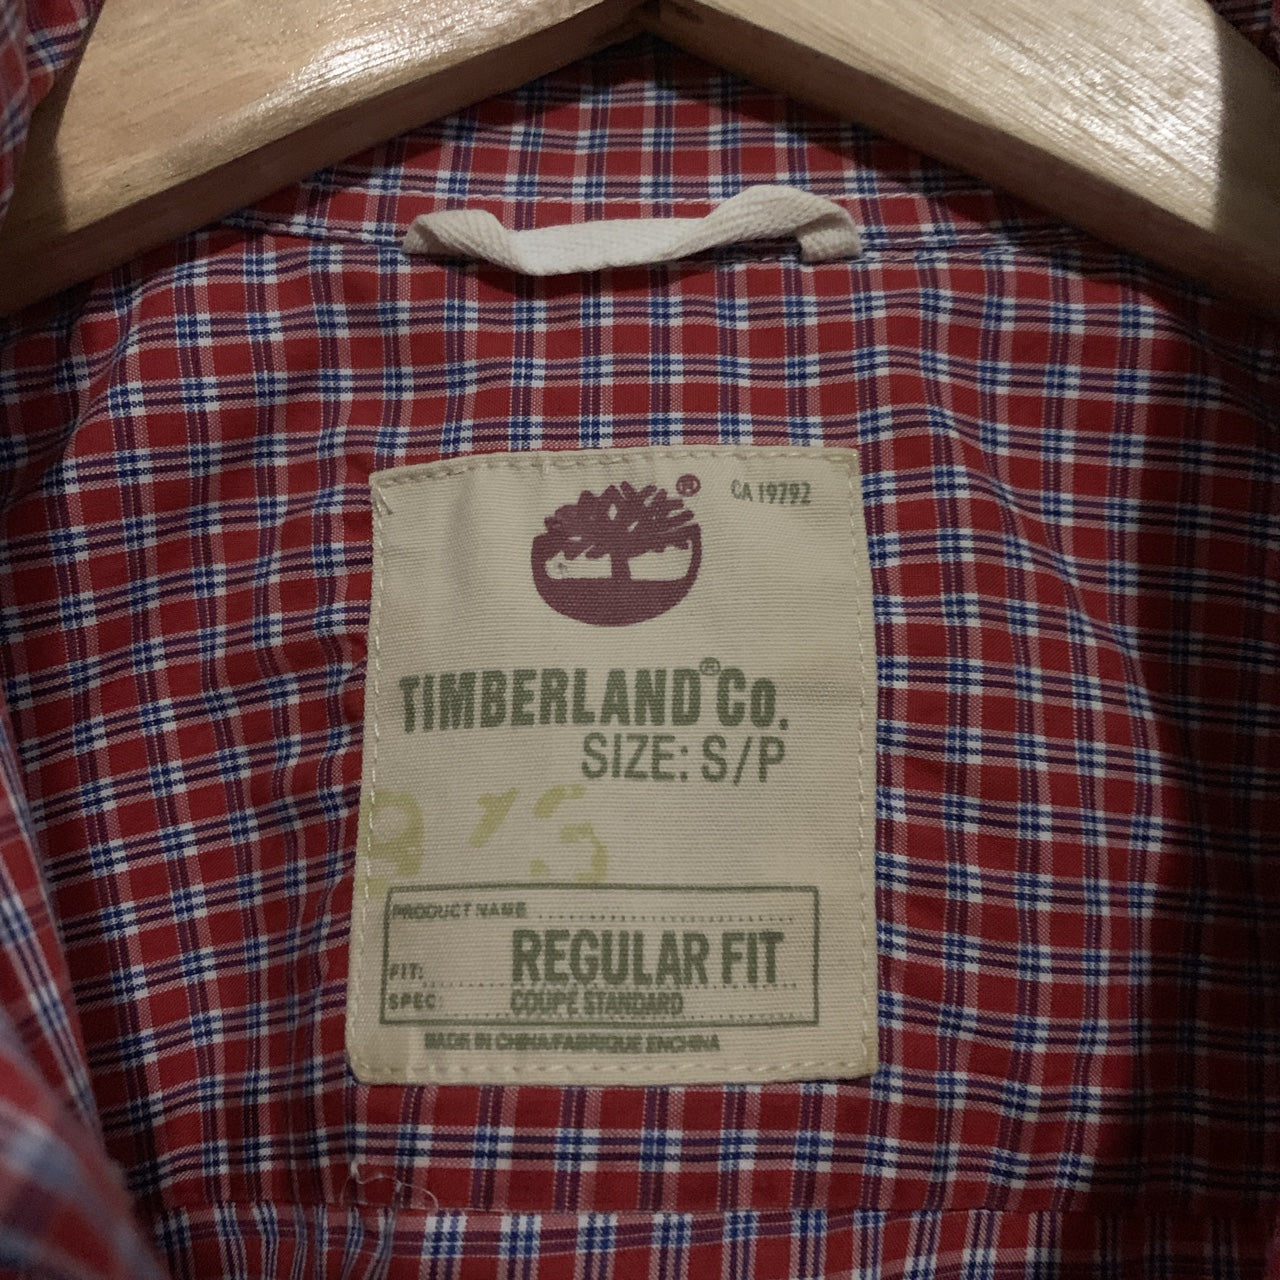 ®
CA 19792
TIMBERLAND® CO.
SIZE: S/P
PRODUCT NAME
FIT: REGULAR FIT
SPEC: COUPE STANDARD
MADE IN CHINA/FABRIQUE EN CHINA